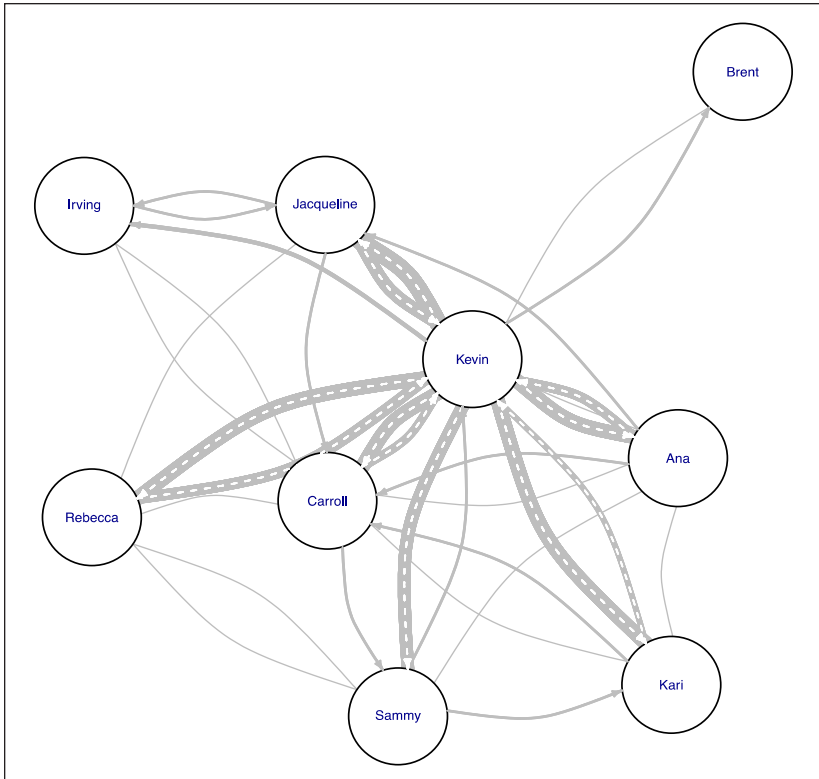 Brent
Irving
Jacqueline
Kevin
Ana
Rebecca
Carroll
Kari
Sammy